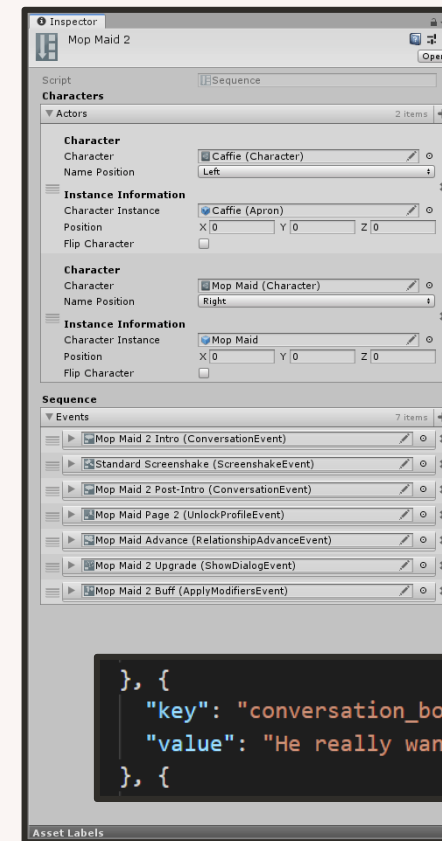 Inspector
Mop Maid 2
Open
Script Sequence
Characters
Actors 2 items
Character
Character Caffie (Character)
Name Position Left
Instance Information
Character Instance Caffie (Apron)
Position X 0 Y 0 Z 0
Flip Character
Character
Character Mop Maid (Character)
Name Position Right
Instance Information
Character Instance Mop Maid
Position X 0 Y 0 Z 0
Flip Character
Sequence
Events 7 items
Mop Maid 2 Intro (ConversationEvent)
Standard Screenshake (ScreenshakeEvent)
Mop Maid 2 Post-Intro (ConversationEvent)
Mop Maid Page 2 (UnlockProfileEvent)
Mop Maid Advance (RelationshipAdvanceEvent)
Mop Maid 2 Upgrade (ShowDialogEvent)
Mop Maid 2 Buff (ApplyModifiersEvent)
}, {
"key": "conversation_bo
"value": "He really wan
}, {
Asset Labels